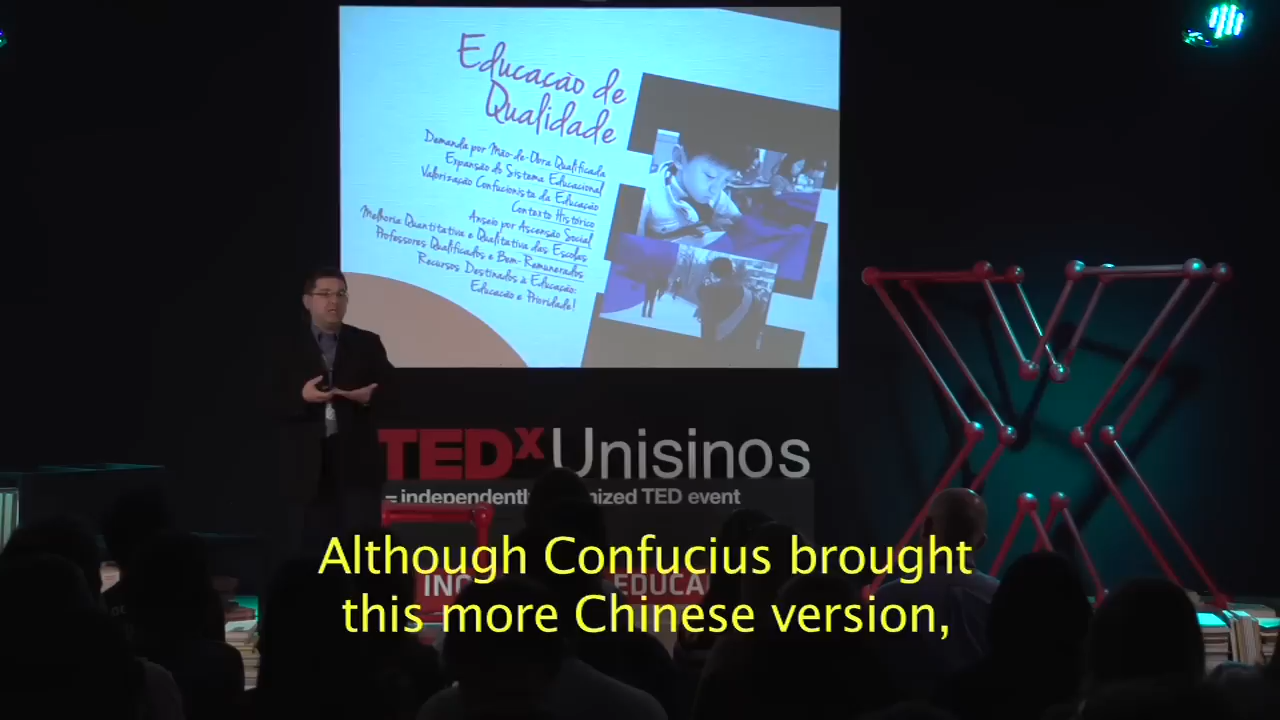 Educação de
Qualidade
Demanda por Mão-de-Obra Qualificada
Expansão do Sistema Educacional
Valorização Confucionista da Educação
Contexto Histórico
Anseio por Ascensão Social
Melhoria Quantitativa e Qualitativa das Escolas
Professores Qualificados e Bem-Remunerados
Recursos Destinados à Educação:
Educação é Prioridade!
TEDx Unisinos
= independently organized TED event
Although Confucius brought
this more Chinese version,